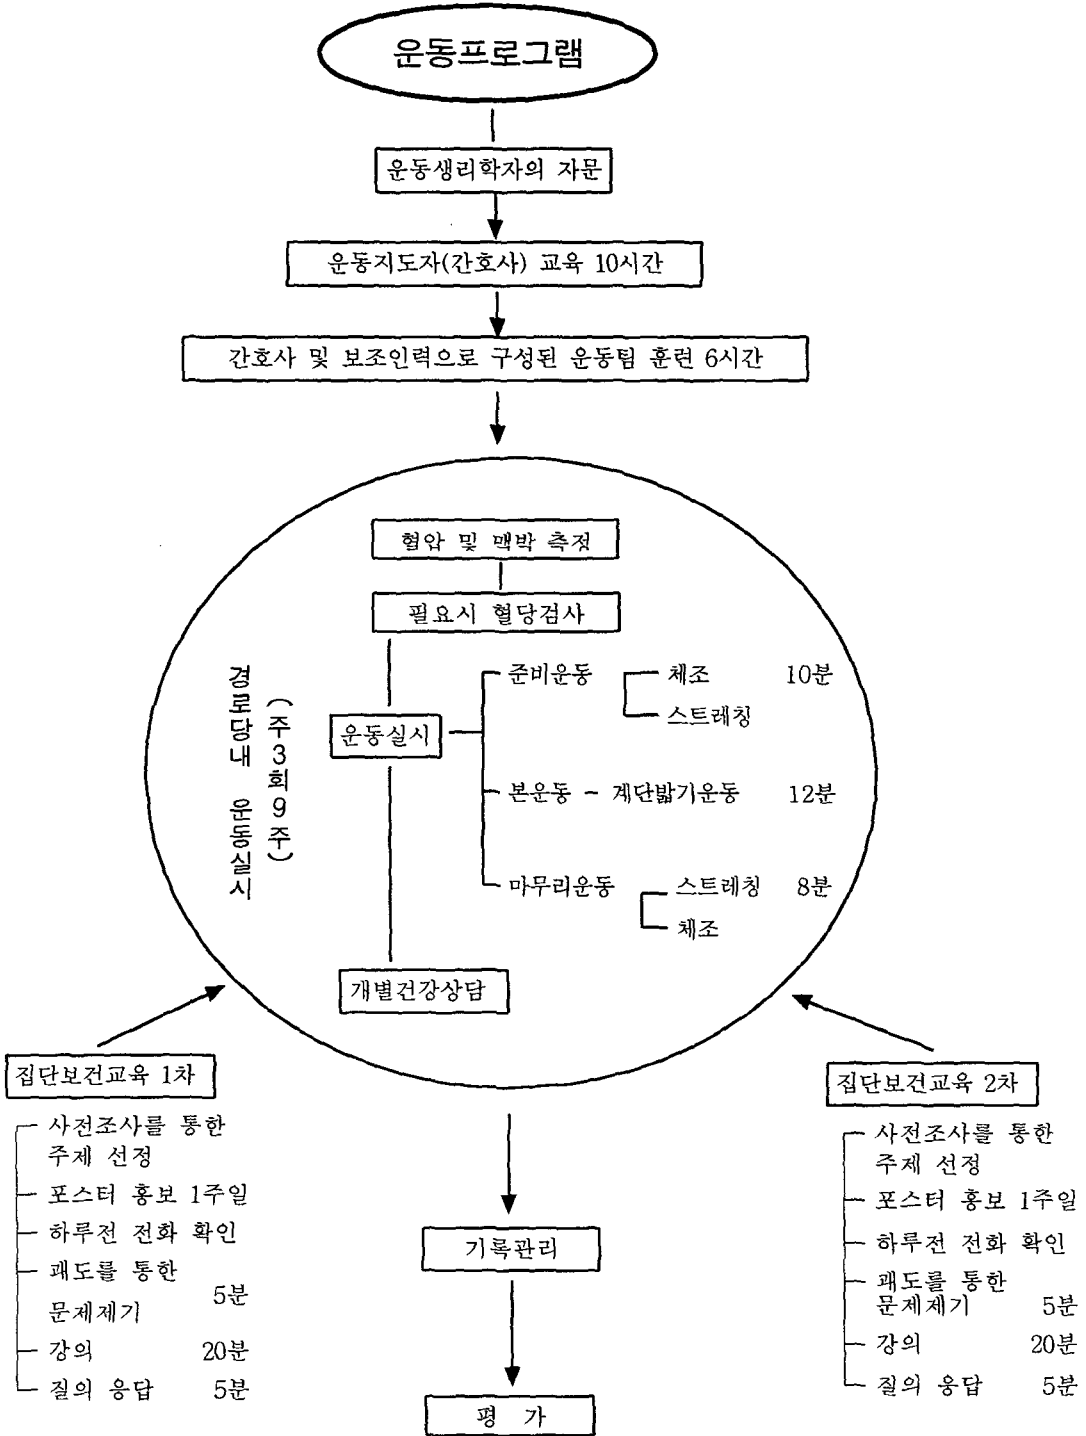 운동프로그램
운동생리학자의 자문
운동지도자(간호사) 교육 10시간
간호사 및 보조인력으로 구성된 운동팀 훈련 6시간
혈압 및 맥박 측정
필요시 혈당검사
경로당내 운동실시
(주3회9주)
운동실시
준비운동 체조 10분
스트레칭
본운동 - 계단밟기운동 12분
마무리운동 스트레칭 8분
체조
개별건강상담
집단보건교육 1차
사전조사를 통한
주제 선정
포스터 홍보 1주일
하루전 전화 확인
괘도를 통한
문제제기 5분
강의 20분
질의 응답 5분
집단보건교육 2차
사전조사를 통한
주제 선정
포스터 홍보 1주일
하루전 전화 확인
괘도를 통한
문제제기 5분
강의 20분
질의 응답 5분
기록관리
평 가